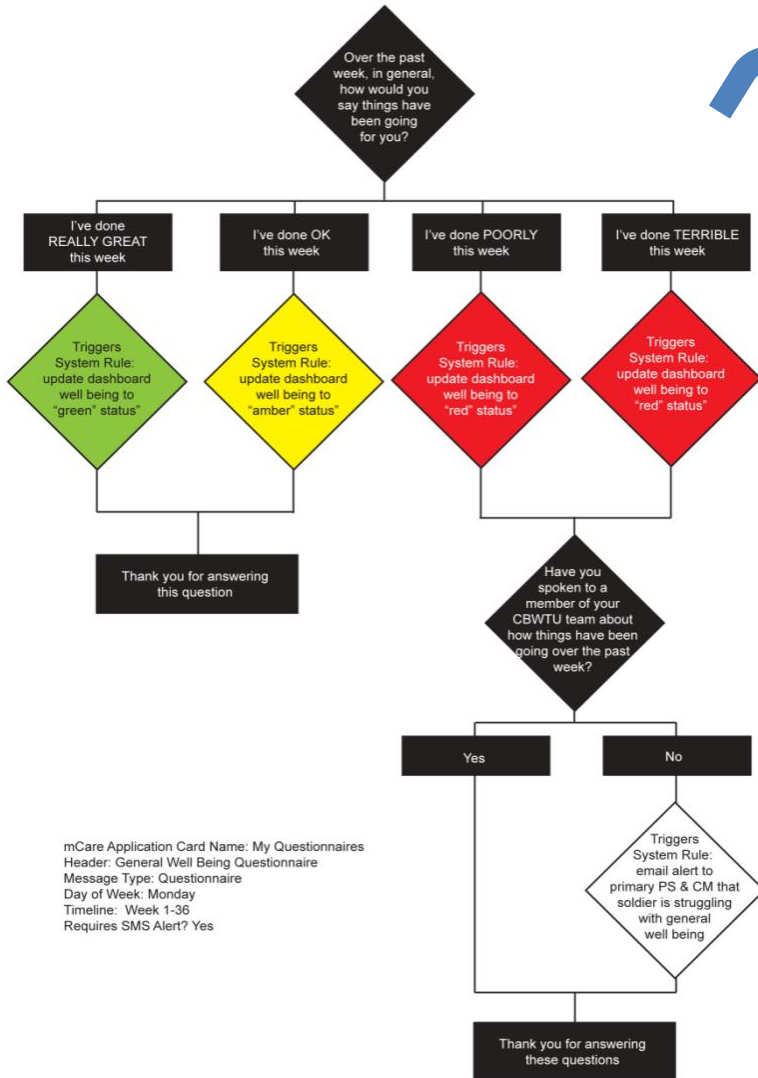 Over the past
week, in general,
how would you
say things have
been going
for you?
I've done
REALLY GREAT
this week
I've done OK
this week
I've done POORLY
this week
I've done TERRIBLE
this week
Triggers
System Rule:
update dashboard
well being to
“green” status”
Triggers
System Rule:
update dashboard
well being to
“amber” status”
Triggers
System Rule:
update dashboard
well being to
“red” status”
Triggers
System Rule:
update dashboard
well being to
“red” status”
Thank you for answering
this question
Have you
spoken to a
member of your
CBWTU team about
how things have been
going over the past
week?
Yes
No
Triggers
System Rule:
email alert to
primary PS & CM that
soldier is struggling
with general
well being
mCare Application Card Name: My Questionnaires
Header: General Well Being Questionnaire
Message Type: Questionnaire
Day of Week: Monday
Timeline: Week 1-36
Requires SMS Alert? Yes
Thank you for answering
these questions